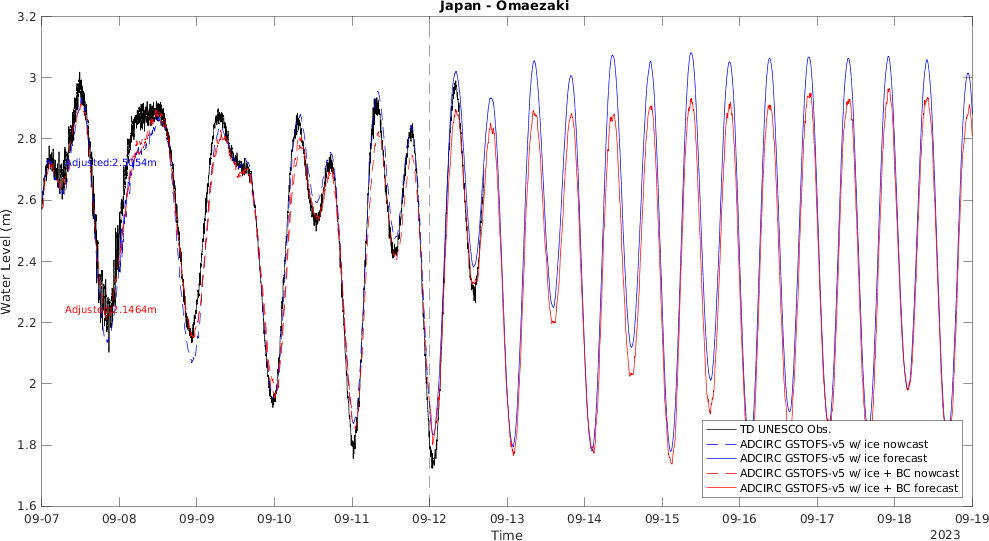 Japan - Omaezaki
3.2
3
2.8
2.6
2.4
2.2
2
1.8
1.6
Water Level (m)
Adjusted:2.5054m
Adjusted:2.1464m
TD UNESCO Obs.
ADCIRC GSTOFS-v5 w/ ice nowcast
ADCIRC GSTOFS-v5 w/ ice forecast
ADCIRC GSTOFS-v5 w/ ice + BC nowcast
ADCIRC GSTOFS-v5 w/ ice + BC forecast
09-07 09-08 09-09 09-10 09-11 09-12 09-13 09-14 09-15 09-16 09-17 09-18 09-19
Time
2023